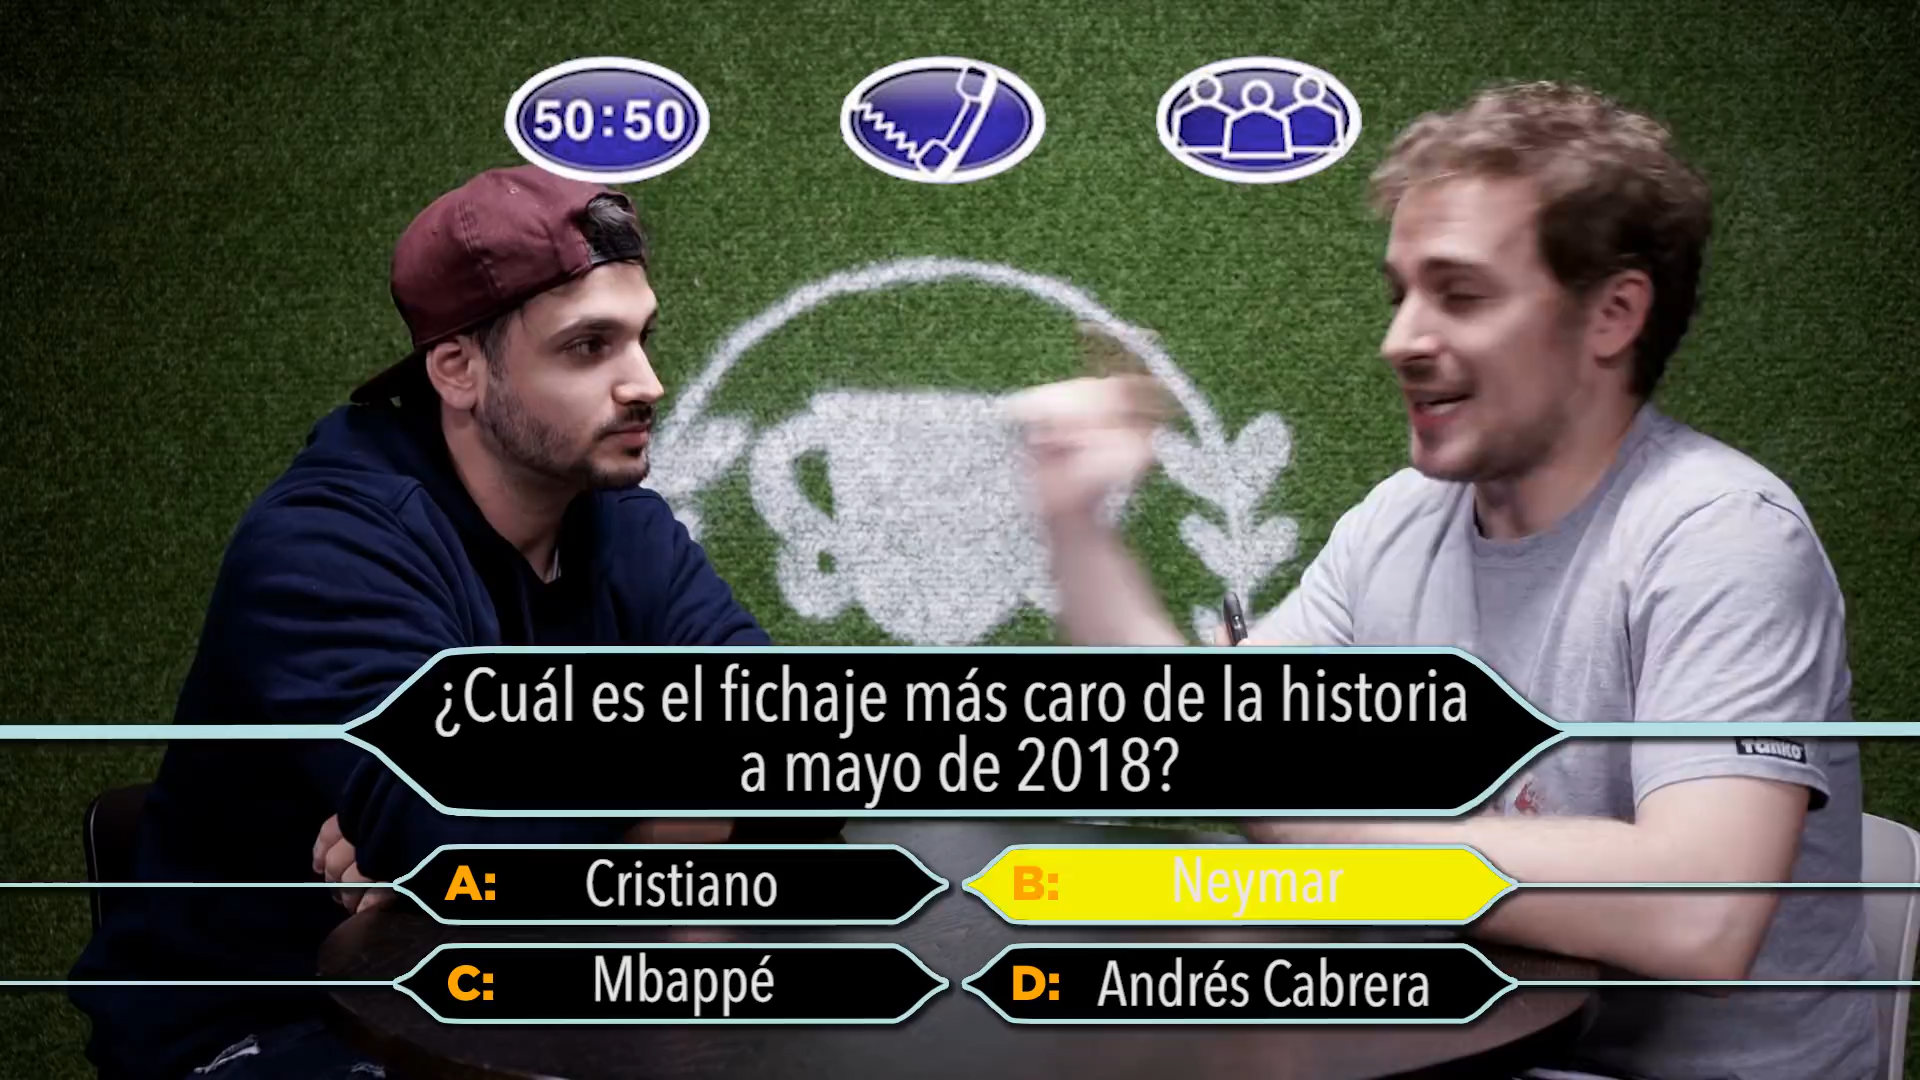 50:50
¿Cuál es el fichaje más caro de la historia
a mayo de 2018?
A: Cristiano
B: Neymar
C: Mbappé
D: Andrés Cabrera